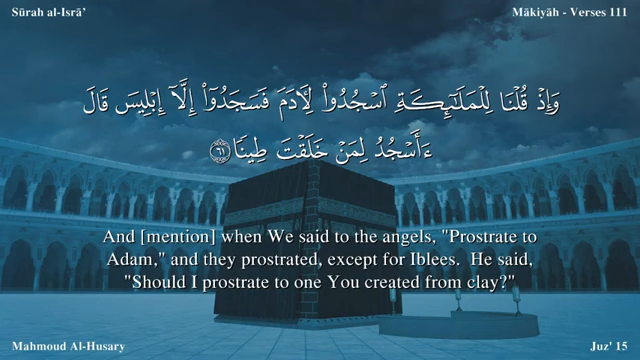 Sūrah al-Isrā’
Mākiyāh - Verses 111
وَإِذْ قُلْنَا لِلْمَلَـٰٓئِكَةِ ٱسْجُدُوا۟ لِـَٔادَمَ فَسَجَدُوٓا۟ إِلَّآ إِبْلِيسَ قَالَ
ءَأَسْجُدُ لِمَنْ خَلَقْتَ طِينًا ٦١
And [mention] when We said to the angels, "Prostrate to
Adam," and they prostrated, except for Iblees.  He said,
"Should I prostrate to one You created from clay?"
Mahmoud Al-Husary
Juz' 15